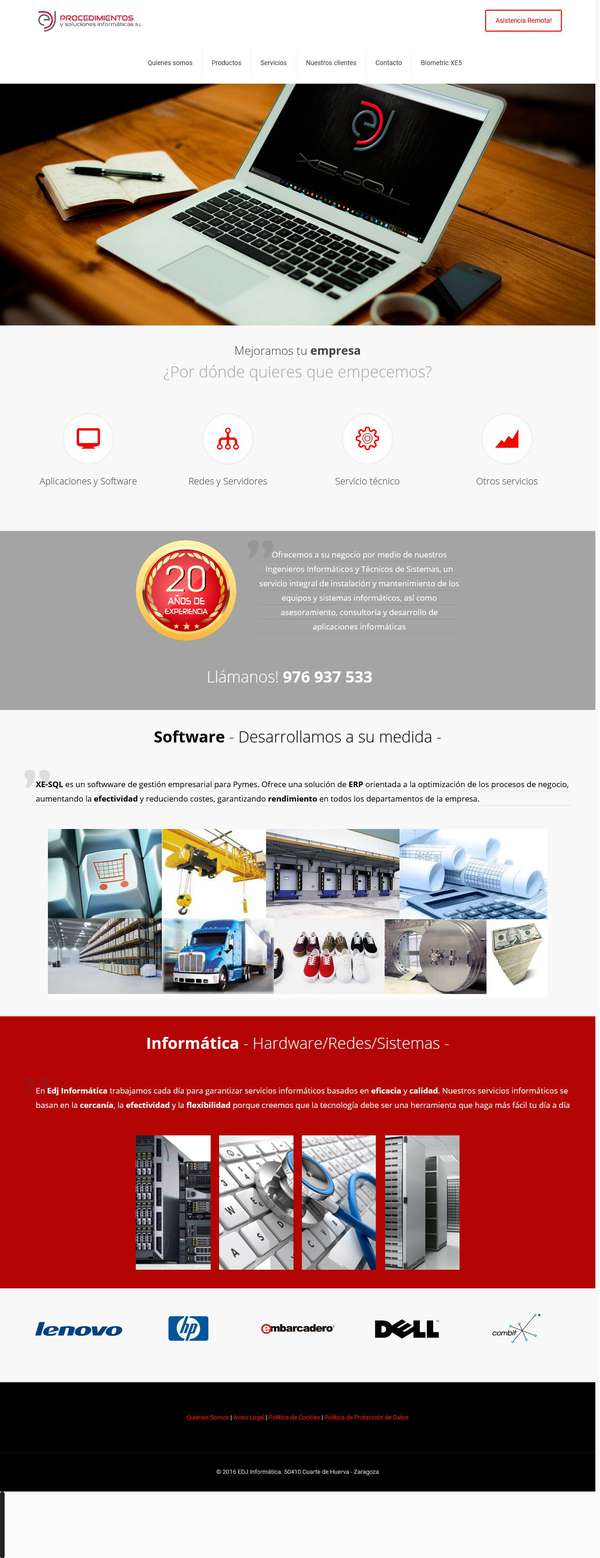 PROCEDIMIENTOS
y soluciones informáticas S.L.
Asistencia Remota!
Quienes somos
Productos
Servicios
Nuestros clientes
Contacto
Biometric XE5
XE-SQL
Mejoramos tu empresa
¿Por dónde quieres que empecemos?
Aplicaciones y Software
Redes y Servidores
Servicio técnico
Otros servicios
20
AÑOS DE
EXPERIENCIA
Ofrecemos a su negocio por medio de nuestros
Ingenieros Informáticos y Técnicos de Sistemas, un
servicio integral de instalación y mantenimiento de los
equipos y sistemas informáticos, así como
asesoramiento, consultoría y desarrollo de
aplicaciones informáticas
Llámanos! 976 937 533
Software - Desarrollamos a su medida -
XE-SQL es un softwware de gestión empresarial para Pymes. Ofrece una solución de ERP orientada a la optimización de los procesos de negocio,
aumentando la efectividad y reduciendo costes, garantizando rendimiento en todos los departamentos de la empresa.
Informática - Hardware/Redes/Sistemas -
En Edj Informática trabajamos cada día para garantizar servicios informáticos basados en eficacia y calidad. Nuestros servicios informáticos se
basan en la cercanía, la efectividad y la flexibilidad porque creemos que la tecnología debe ser una herramienta que haga más fácil tu día a día
lenovo
hp
embarcadero
DELL
combit
Quienes Somos | Aviso Legal | Política de Cookies | Política de Protección de Datos
© 2016 EDJ Informática. 50410 Cuarte de Huerva - Zaragoza